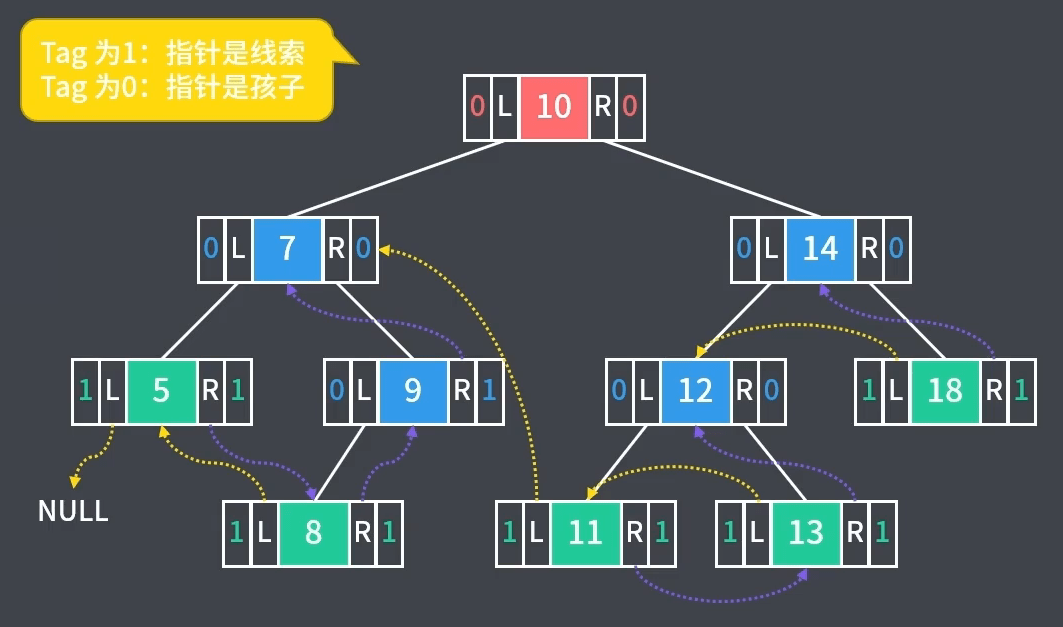 Tag 为1：指针是线索
Tag 为0：指针是孩子
0 L 10 R 0
0 L 7 R 0
0 L 14 R 0
1 L 5 R 1
0 L 9 R 1
0 L 12 R 0
1 L 18 R 1
NULL
1 L 8 R 1
1 L 11 R 1
1 L 13 R 1